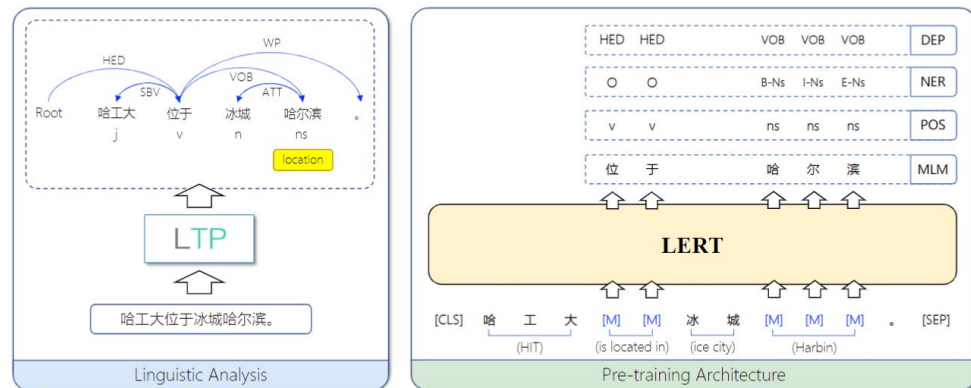 WP
HED
VOB
SBV
ATT
Root 哈工大 位于 冰城 哈尔滨 。
j v n ns
location
LTP
哈工大位于冰城哈尔滨。
Linguistic Analysis
HED HED VOB VOB VOB DEP
O O B-Ns I-Ns E-Ns NER
v v ns ns ns POS
位 于 哈 尔 滨 MLM
LERT
[CLS] 哈 工 大 [M] [M] 冰 城 [M] [M] [M] 。 [SEP]
(HIT) (is located in) (ice city) (Harbin)
Pre-training Architecture